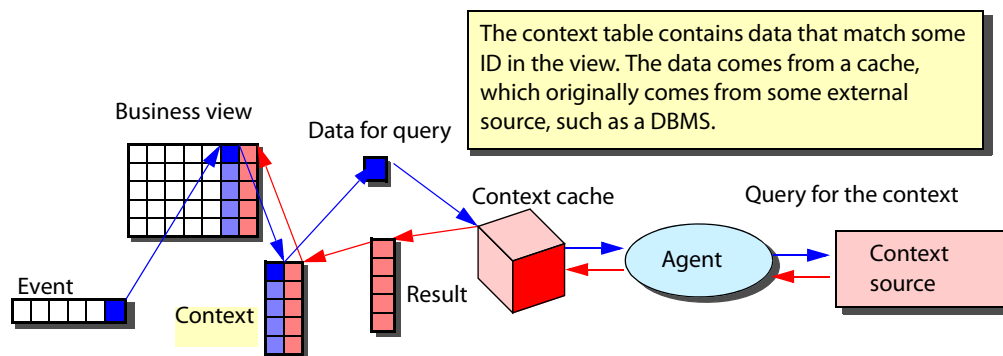 The context table contains data that match some
ID in the view. The data comes from a cache,
which originally comes from some external
source, such as a DBMS.
Business view
Data for query
Context cache
Query for the context
Event
Context
Result
Agent
Context
source